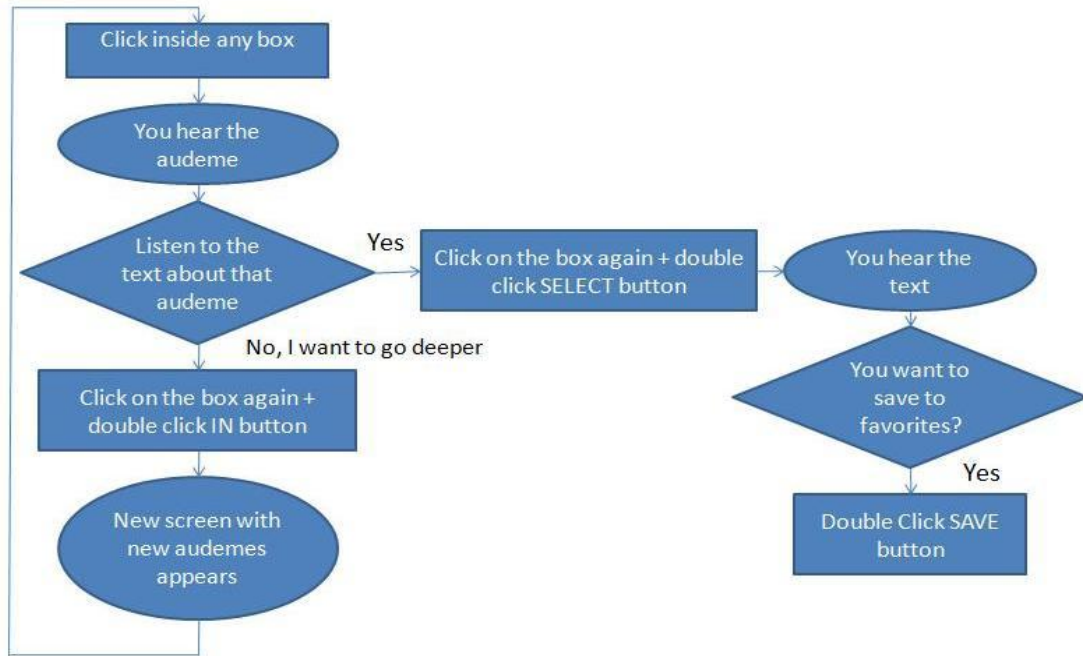 Click inside any box
You hear the
audeme
Listen to the
text about that
audeme
Yes
Click on the box again + double
click SELECT button
You hear the
text
No, I want to go deeper
Click on the box again +
double click IN button
You want to
save to
favorites?
Yes
New screen with
new audemes
appears
Double Click SAVE
button